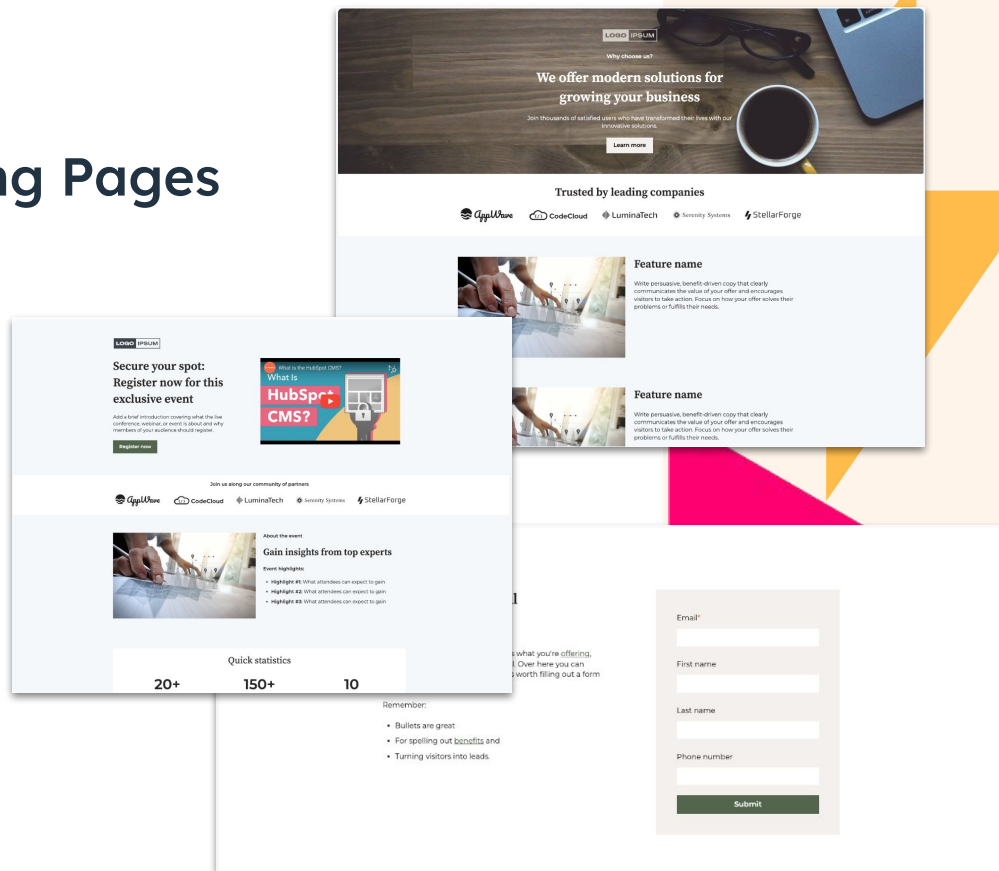 ng Pages
LOGO IPSUM
Why choose us?
We offer modern solutions for
growing your business
Join thousands of satisfied users who have transformed their lives with our
innovative solutions.
Learn more
Trusted by leading companies
AppWave CodeCloud LuminaTech Serenity Systems StellarForge
Feature name
Write persuasive, benefit-driven copy that clearly
communicates the value of your offer and encourages
visitors to take action. Focus on how your offer solves their
problems or fulfills their needs.
Feature name
Write persuasive, benefit-driven copy that clearly
communicates the value of your offer and encourages
visitors to take action. Focus on how your offer solves their
problems or fulfills their needs.
LOGO IPSUM
Secure your spot:
Register now for this
exclusive event
Add a brief introduction covering what the live
conference, webinar, or event is about and why
members of your audience should register.
Register now
What is the HubSpot CMS?
What Is
HubSpot
CMS?
Join us along our community of partners
AppWave CodeCloud LuminaTech Serenity Systems StellarForge
About the event
Gain insights from top experts
Event highlights:
• Highlight #1: What attendees can expect to gain
• Highlight #2: What attendees can expect to gain
• Highlight #3: What attendees can expect to gain
Quick statistics
20+ 150+ 10
l
s what you're offering,
l. Over here you can
s worth filling out a form
Remember:
• Bullets are great
• For spelling out benefits and
• Turning visitors into leads.
Email*
First name
Last name
Phone number
Submit